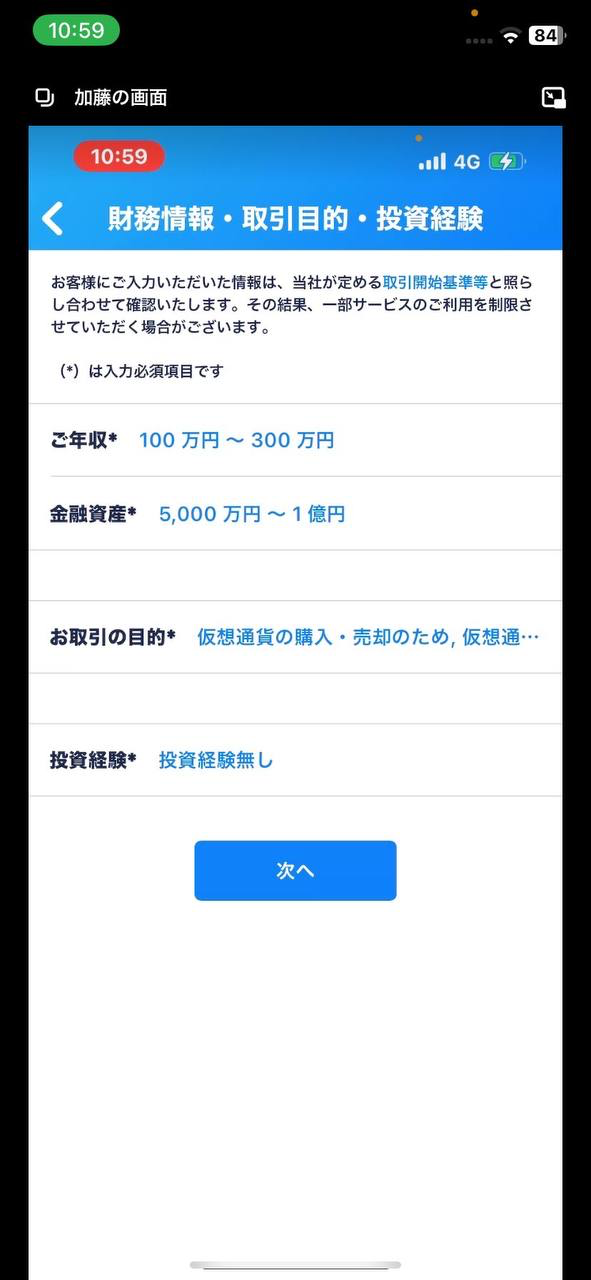 10:59
84
加藤の画面
10:59
4G
財務情報・取引目的・投資経験
お客様にご入力いただいた情報は、当社が定める取引開始基準等と照ら
し合わせて確認いたします。その結果、一部サービスのご利用を制限さ
せていただく場合がございます。
（*）は入力必須項目です
ご年収* 100 万円 〜 300 万円
金融資産* 5,000 万円 〜 1 億円
お取引の目的* 仮想通貨の購入・売却のため, 仮想通…
投資経験* 投資経験無し
次へ